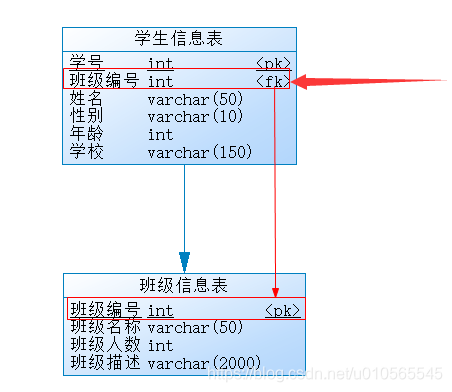 学生信息表
学号 int <pk>
班级编号 int <fk>
姓名 varchar(50)
性别 varchar(10)
年龄 int
学校 varchar(150)
班级信息表
班级编号 int <pk>
班级名称 varchar(50)
班级人数 int
班级描述 varchar(2000)
https://blog.csdn.net/u010565545